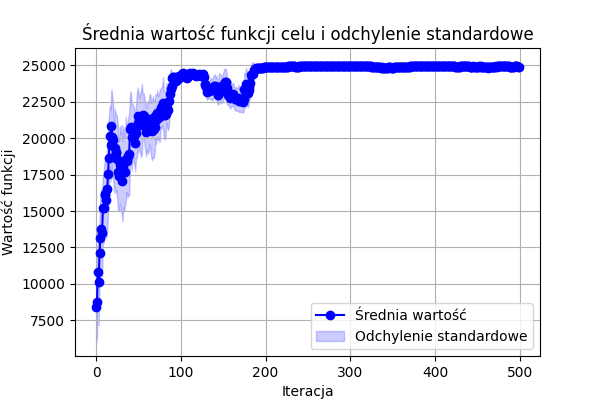 Średnia wartość funkcji celu i odchylenie standardowe
Wartość funkcji
25000
22500
20000
17500
15000
12500
10000
7500
0 100 200 300 400 500
Iteracja
Średnia wartość
Odchylenie standardowe